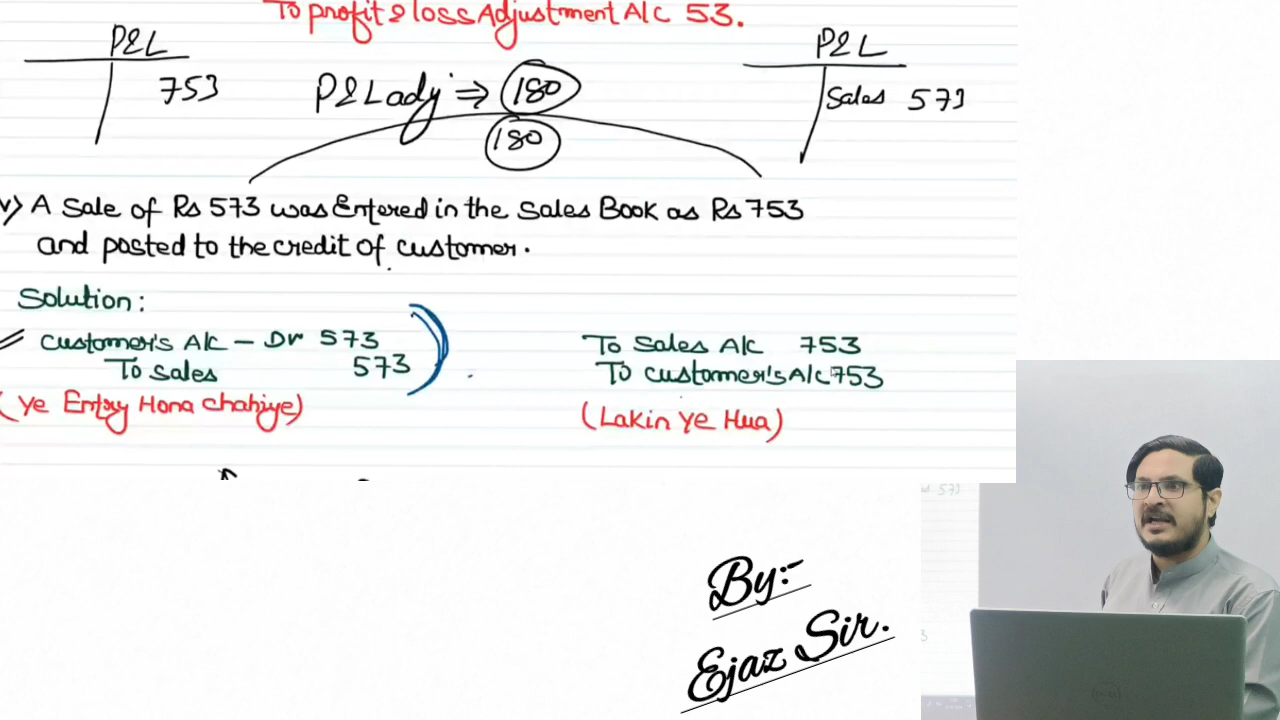 To profit & loss Adjustment A/c 53.
P&L
753
P&L adj ⇒ 180
180
P&L
Sales 573
v) A Sale of Rs 573 was Entered in the Sales Book as Rs 753
and posted to the credit of customer.
Solution:
customer's A/c - Dr 573
To Sales 573
(Ye Entry Hona chahiye)
To Sales A/c 753
To customer's A/c 753
(Lakin Ye Hua)
By:-
Ejaz Sir.